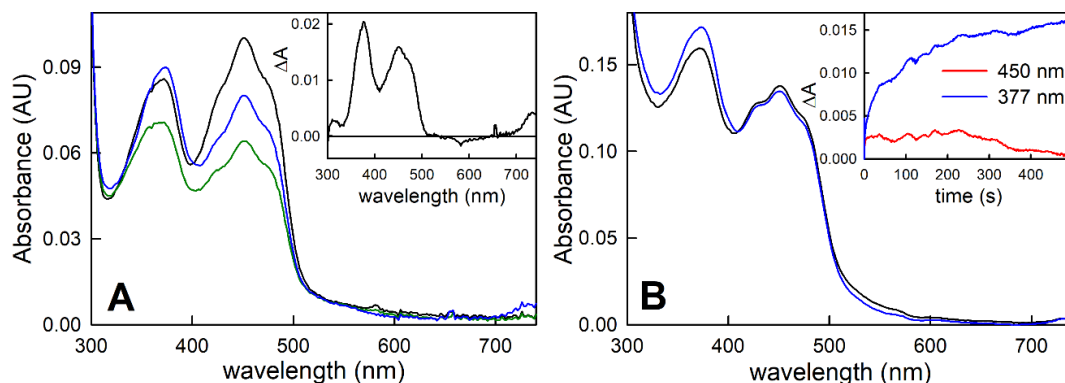 0.09
0.06
0.03
0.00
Absorbance (AU)
300 400 500 600 700
wavelength (nm)
A
ΔA
0.02
0.01
0.00
300 400 500 600 700
wavelength (nm)
0.15
0.10
0.05
0.00
Absorbance (AU)
300 400 500 600 700
wavelength (nm)
B
ΔA
0.015
0.010
0.005
0.000
0 100 200 300 400
time (s)
450 nm
377 nm